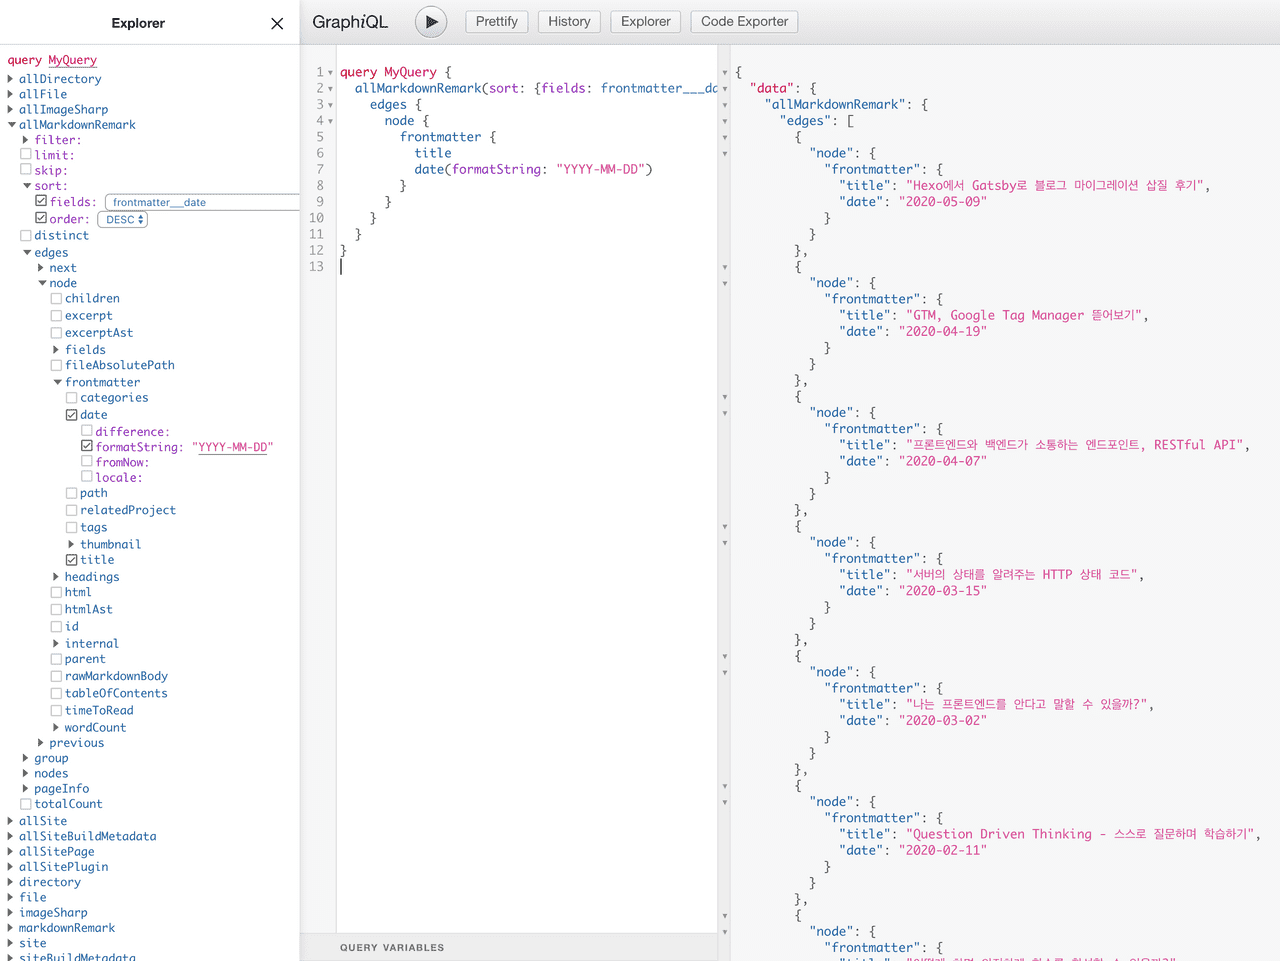 Explorer
query MyQuery
allDirectory
allFile
allImageSharp
allMarkdownRemark
filter:
limit:
skip:
sort:
fields: frontmatter___date
order: DESC
distinct
edges
next
node
children
excerpt
excerptAst
fields
fileAbsolutePath
frontmatter
categories
date
difference:
formatString: "YYYY-MM-DD"
fromNow:
locale:
path
relatedProject
tags
thumbnail
title
headings
html
htmlAst
id
internal
parent
rawMarkdownBody
tableOfContents
timeToRead
wordCount
previous
group
nodes
pageInfo
totalCount
allSite
allSiteBuildMetadata
allSitePage
allSitePlugin
directory
file
imageSharp
markdownRemark
site
siteBuildMetadata
GraphiQL
Prettify
History
Explorer
Code Exporter
1 query MyQuery {
2 allMarkdownRemark(sort: {fields: frontmatter___da
3 edges {
4 node {
5 frontmatter {
6 title
7 date(formatString: "YYYY-MM-DD")
8 }
9 }
10 }
11 }
12 }
13
QUERY VARIABLES
{
"data": {
"allMarkdownRemark": {
"edges": [
{
"node": {
"frontmatter": {
"title": "Hexo에서 Gatsby로 블로그 마이그레이션 삽질 후기",
"date": "2020-05-09"
}
}
},
{
"node": {
"frontmatter": {
"title": "GTM, Google Tag Manager 뜯어보기",
"date": "2020-04-19"
}
}
},
{
"node": {
"frontmatter": {
"title": "프론트엔드와 백엔드가 소통하는 엔드포인트, RESTful API",
"date": "2020-04-07"
}
}
},
{
"node": {
"frontmatter": {
"title": "서버의 상태를 알려주는 HTTP 상태 코드",
"date": "2020-03-15"
}
}
},
{
"node": {
"frontmatter": {
"title": "나는 프론트엔드를 안다고 말할 수 있을까?",
"date": "2020-03-02"
}
}
},
{
"node": {
"frontmatter": {
"title": "Question Driven Thinking - 스스로 질문하며 학습하기",
"date": "2020-02-11"
}
}
},
{
"node": {
"frontmatter": {